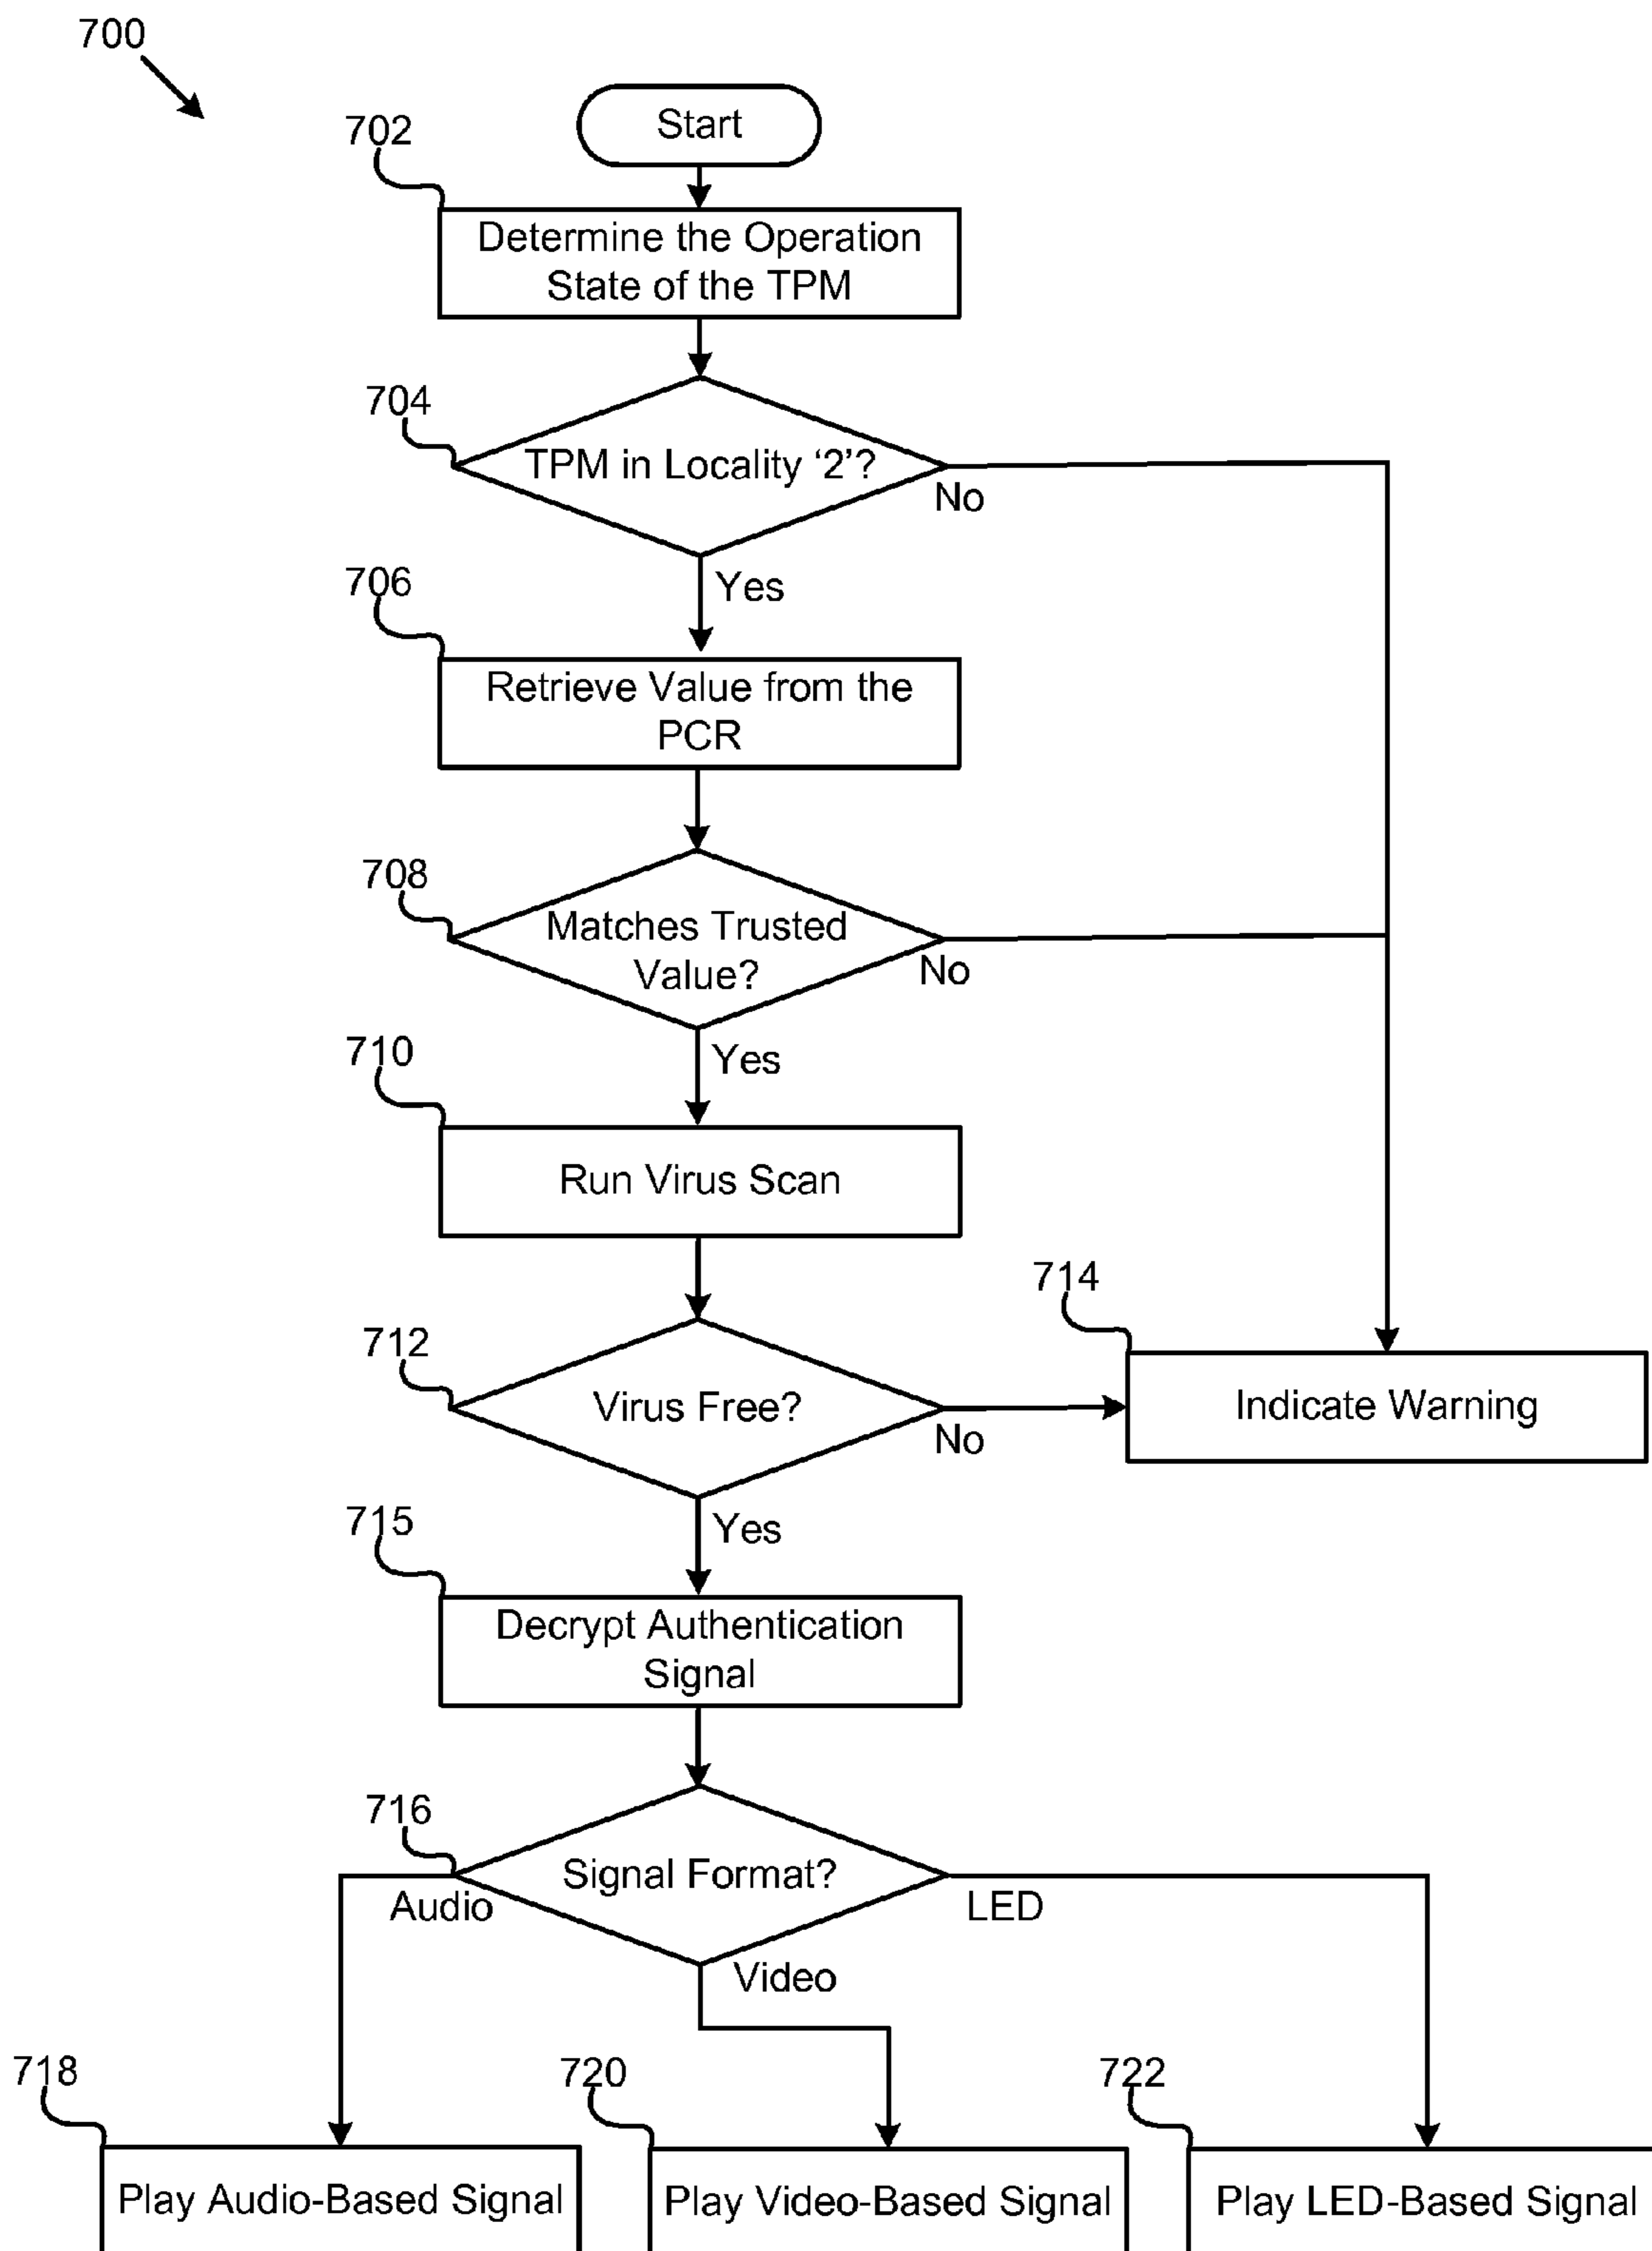 700
Start
702
Determine the Operation
State of the TPM
704
TPM in Locality ‘2’?
No
Yes
706
Retrieve Value from the
PCR
708
Matches Trusted
Value?
No
Yes
710
Run Virus Scan
714
712
Virus Free?
Indicate Warning
No
Yes
715
Decrypt Authentication
Signal
716
Signal Format?
Audio
LED
Video
718
720
722
Play Audio-Based Signal
Play Video-Based Signal
Play LED-Based Signal